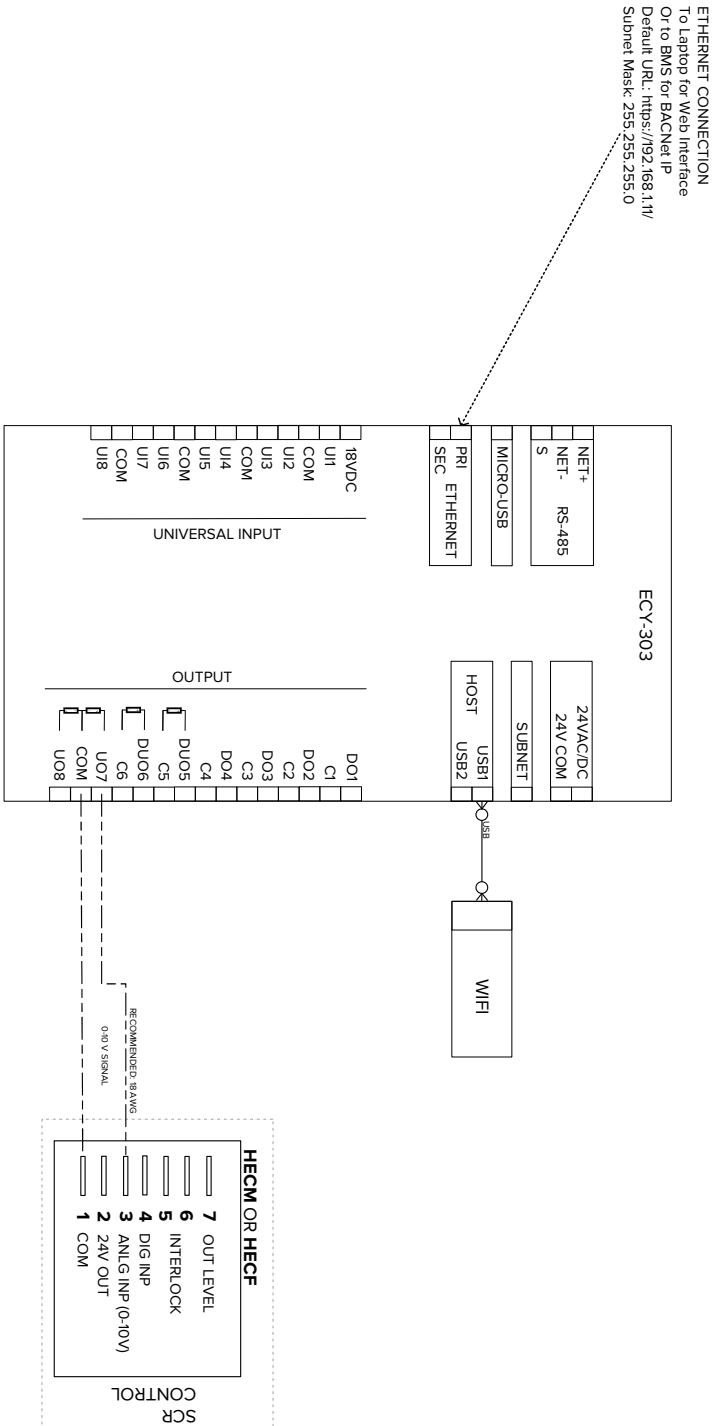 ETHERNET CONNECTION
To Laptop for Web Interface
Or to BMS for BACNet IP
Default URL: https://192.168.1.11/
Subnet Mask: 255.255.255.0
ECY-303
NET+
NET- RS-485
S
MICRO-USB
PRI ETHERNET
SEC
18VDC
UI1
COM
UI2
UI3
COM
UI4
UI5
COM
UI6
UI7
COM
UI8
UNIVERSAL INPUT
24VAC/DC
24V COM
SUBNET
HOST USB1
USB2
USB
WIFI
OUTPUT
DO1
C1
DO2
C2
DO3
C3
DO4
C4
DUO5
C5
DUO6
C6
UO7
COM
UO8
RECOMMENDED: 18 AWG
0-10 V SIGNAL
HECM OR HECF
7 OUT LEVEL
6
5 INTERLOCK
4 DIG INP
3 ANLG INP (0-10V)
2 24V OUT
1 COM
SCR
CONTROL